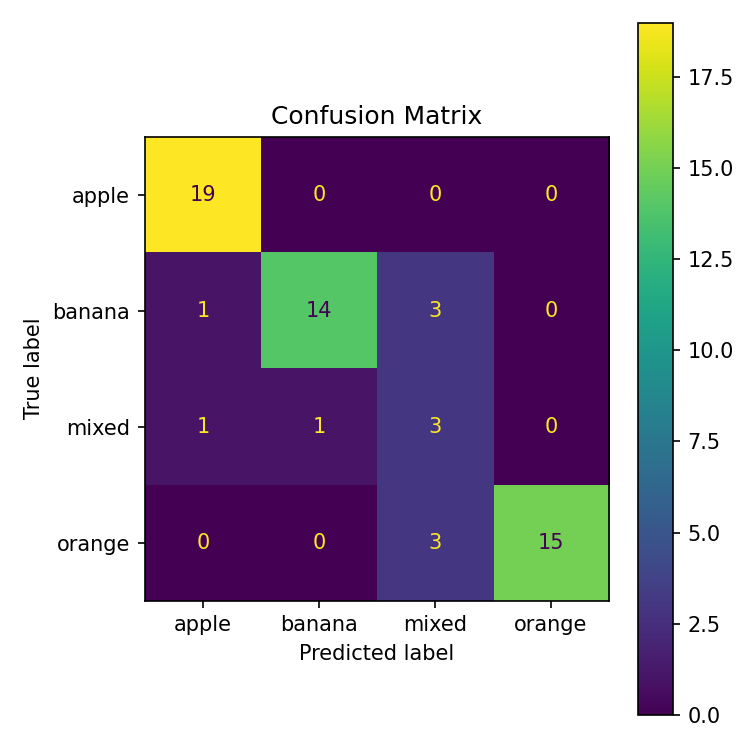 Confusion Matrix
True label
apple 19 0 0 0
banana 1 14 3 0
mixed 1 1 3 0
orange 0 0 3 15
apple banana mixed orange
Predicted label
17.5
15.0
12.5
10.0
7.5
5.0
2.5
0.0